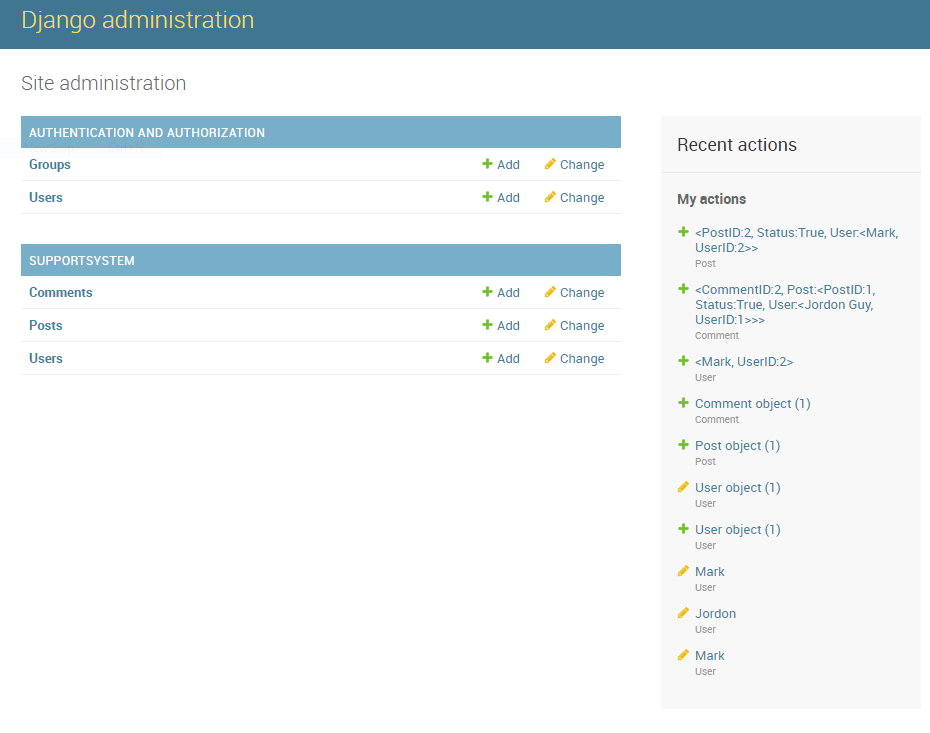 Django administration
Site administration
AUTHENTICATION AND AUTHORIZATION
Groups Add Change
Users Add Change
SUPPORTSYSTEM
Comments Add Change
Posts Add Change
Users Add Change
Recent actions
My actions
<PostID:2, Status:True, User:<Mark,
UserID:2>>
Post
<CommentID:2, Post:<PostID:1,
Status:True, User:<Jordon Guy,
UserID:1>>>
Comment
<Mark, UserID:2>
User
Comment object (1)
Comment
Post object (1)
Post
User object (1)
User
User object (1)
User
Mark
User
Jordon
User
Mark
User